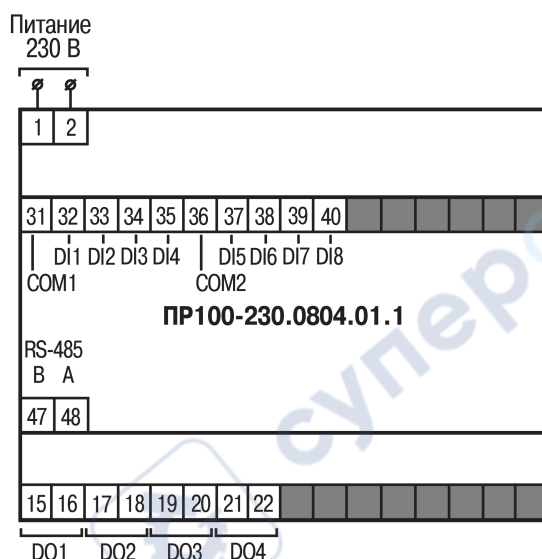 Питание
230 В
1 2
31 32 33 34 35 36 37 38 39 40
DI1 DI2 DI3 DI4 DI5 DI6 DI7 DI8
COM1 COM2
ПР100-230.0804.01.1
RS-485
B A
47 48
15 16 17 18 19 20 21 22
DO1 DO2 DO3 DO4
супер